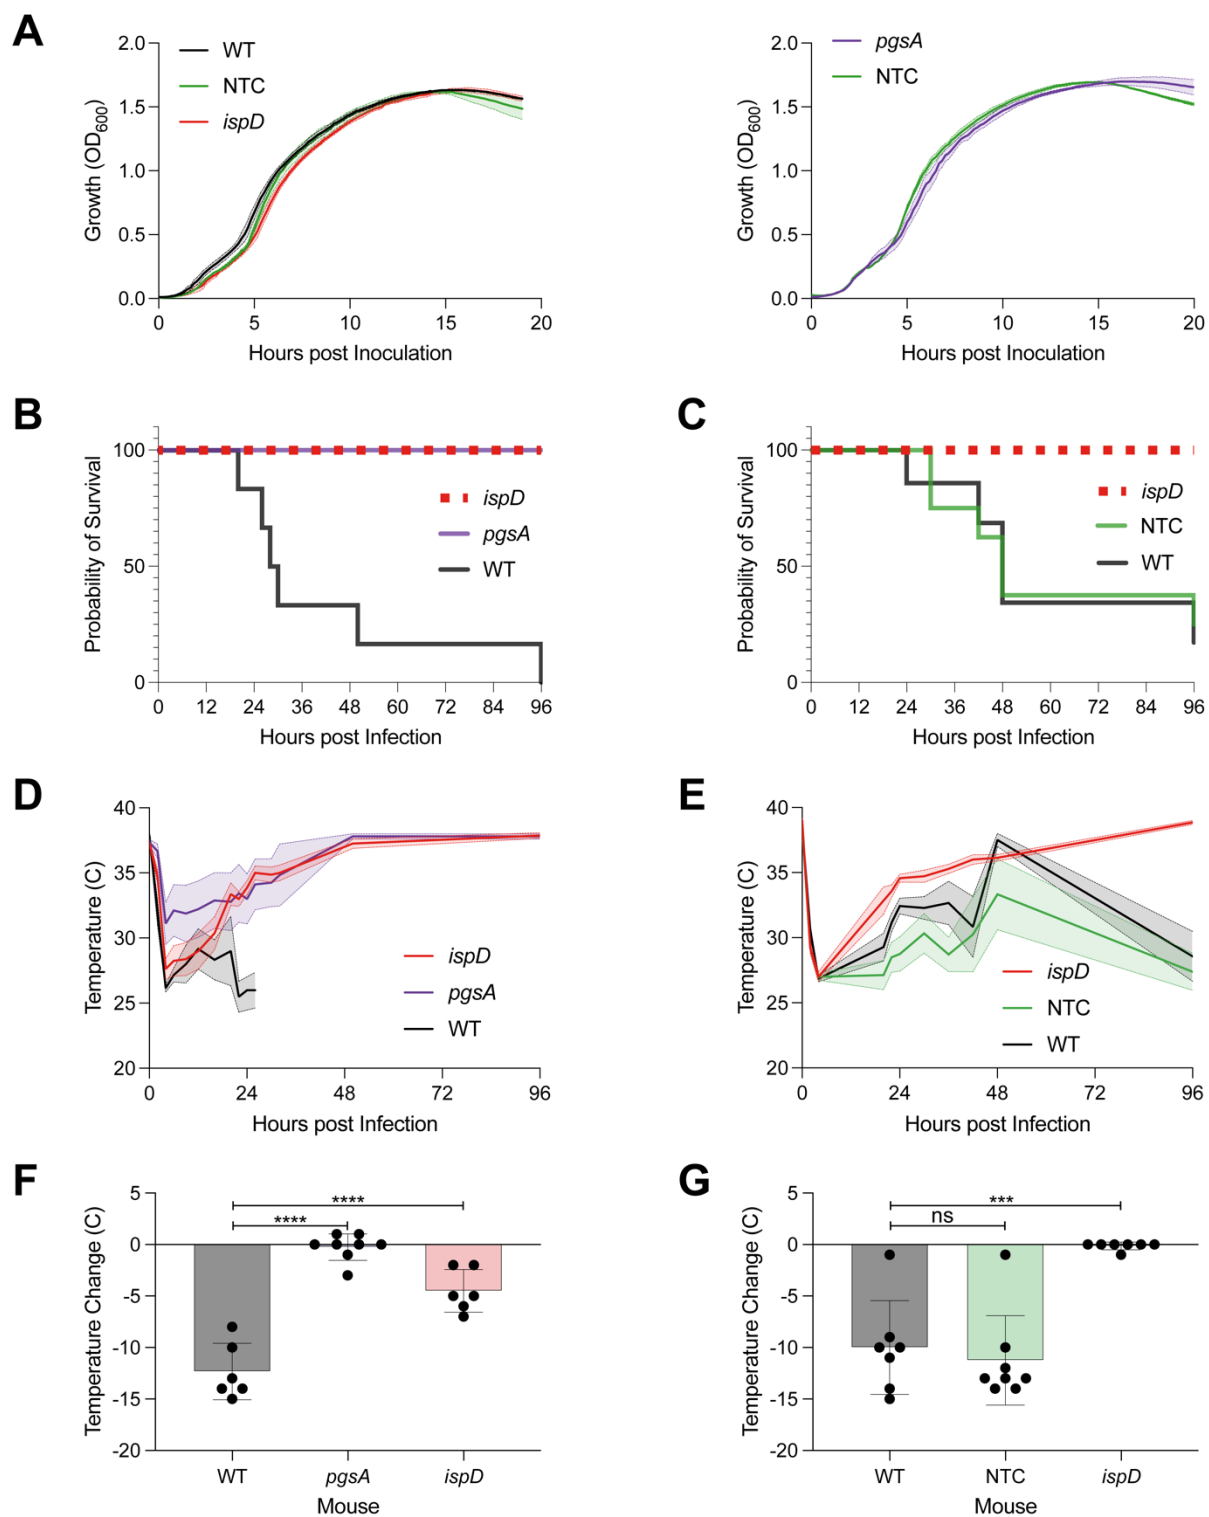 A
Growth (OD600)
2.0
1.5
1.0
0.5
0.0
WT
NTC
ispD
0
5
10
15
20
Hours post Inoculation
Growth (OD600)
2.0
1.5
1.0
0.5
0.0
pgsA
NTC
0
5
10
15
20
Hours post Inoculation
B
Probability of Survival
100
50
0
ispD
pgsA
WT
0 12 24 36 48 60 72 84 96
Hours post Infection
C
Probability of Survival
100
50
0
ispD
NTC
WT
0 12 24 36 48 60 72 84 96
Hours post Infection
D
Temperature (C)
40
35
30
25
20
ispD
pgsA
WT
0 24 48 72 96
Hours post Infection
E
Temperature (C)
40
35
30
25
20
ispD
NTC
WT
0 24 48 72 96
Hours post Infection
F
Temperature Change (C)
5
0
-5
-10
-15
-20
****
****
WT pgsA ispD
Mouse
G
Temperature Change (C)
5
0
-5
-10
-15
-20
***
ns
WT NTC ispD
Mouse